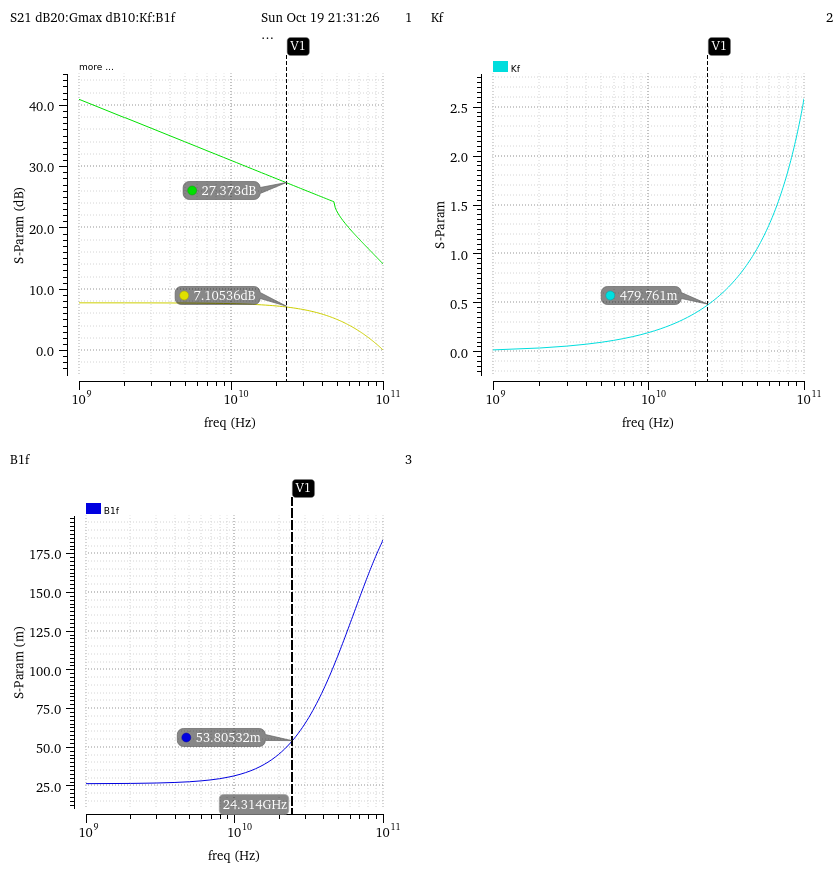 S21 dB20:Gmax dB10:Kf:B1f
Sun Oct 19 21:31:26
...
1
V1
more ...
40.0
30.0
20.0
10.0
0.0
S-Param (dB)
27.373dB
7.10536dB
10^9
10^10
10^11
freq (Hz)
Kf
2
V1
Kf
2.5
2.0
1.5
1.0
0.5
0.0
S-Param
479.761m
10^9
10^10
10^11
freq (Hz)
B1f
3
V1
B1f
175.0
150.0
125.0
100.0
75.0
50.0
25.0
S-Param (m)
53.80532m
24.314GHz
10^9
10^10
10^11
freq (Hz)